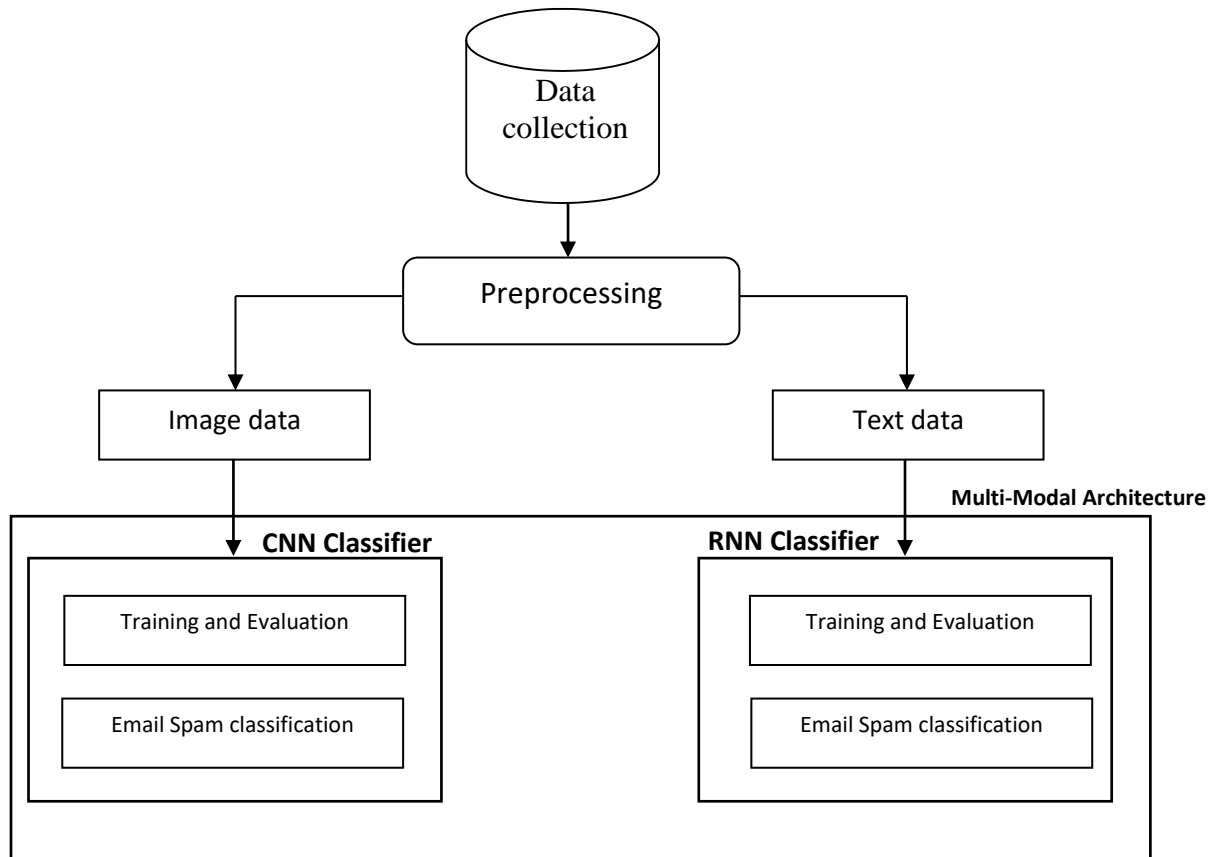 Data
collection
Preprocessing
Image data
Text data
Multi-Modal Architecture
CNN Classifier
RNN Classifier
Training and Evaluation
Training and Evaluation
Email Spam classification
Email Spam classification